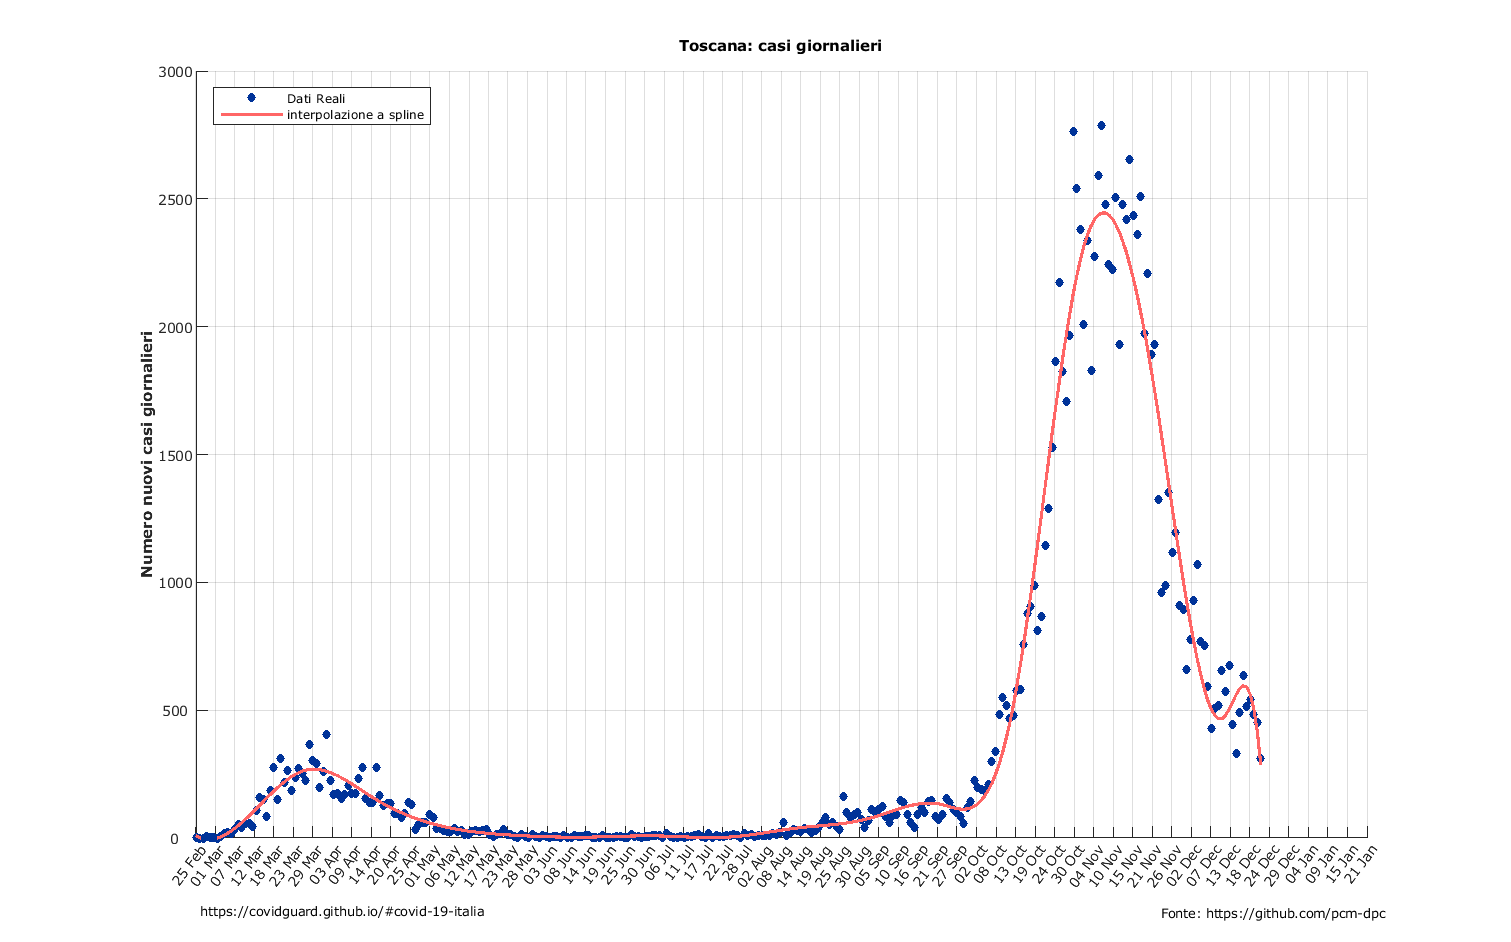 Toscana: casi giornalieri
3000
2500
2000
1500
1000
500
0
Numero nuovi casi giornalieri
Dati Reali
interpolazione a spline
25 Feb
01 Mar
07 Mar
12 Mar
18 Mar
23 Mar
29 Mar
03 Apr
09 Apr
14 Apr
20 Apr
25 Apr
01 May
06 May
12 May
17 May
23 May
28 May
03 Jun
08 Jun
14 Jun
19 Jun
25 Jun
30 Jun
06 Jul
11 Jul
17 Jul
22 Jul
28 Jul
02 Aug
08 Aug
14 Aug
19 Aug
25 Aug
30 Aug
05 Sep
10 Sep
16 Sep
21 Sep
27 Oct
02 Oct
08 Oct
13 Oct
19 Oct
24 Oct
30 Oct
04 Nov
10 Nov
15 Nov
21 Nov
26 Nov
02 Dec
07 Dec
13 Dec
18 Dec
24 Dec
29 Dec
04 Jan
09 Jan
15 Jan
21 Jan
https://covidguard.github.io/#covid-19-italia
Fonte: https://github.com/pcm-dpc